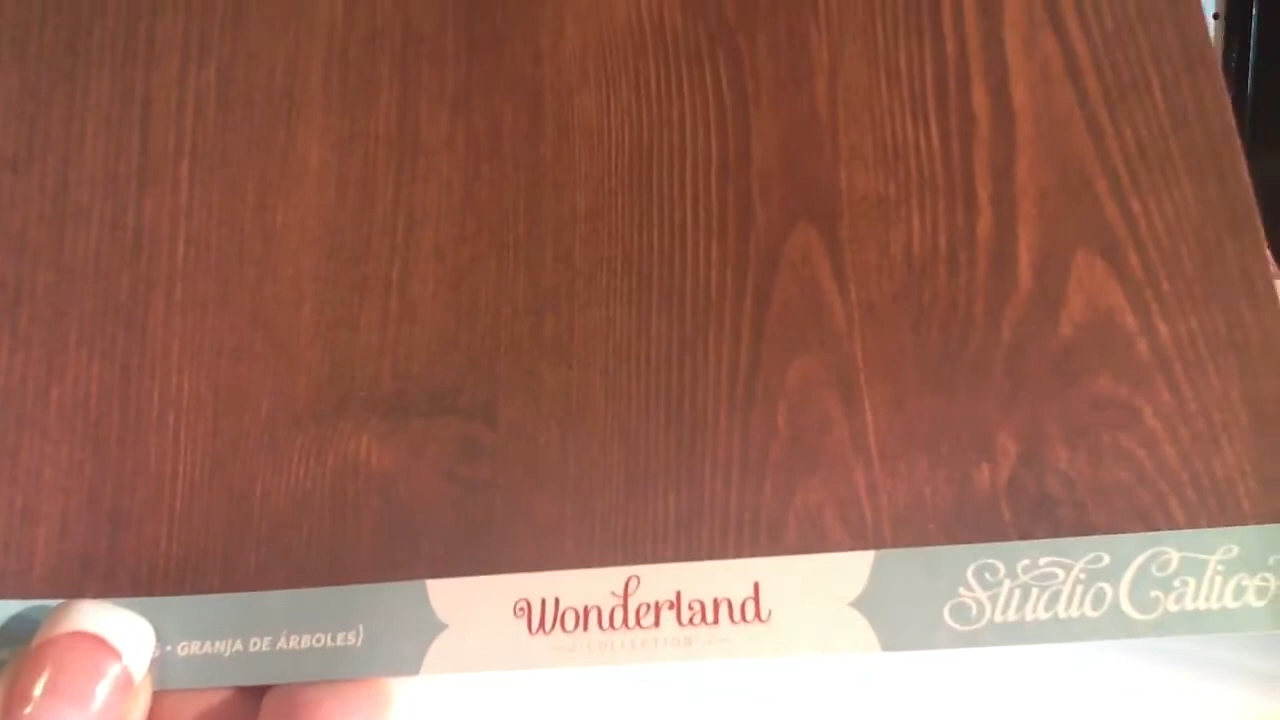 • GRANJA DE ÁRBOLES}
Wonderland
COLLECTION
Studio Calico